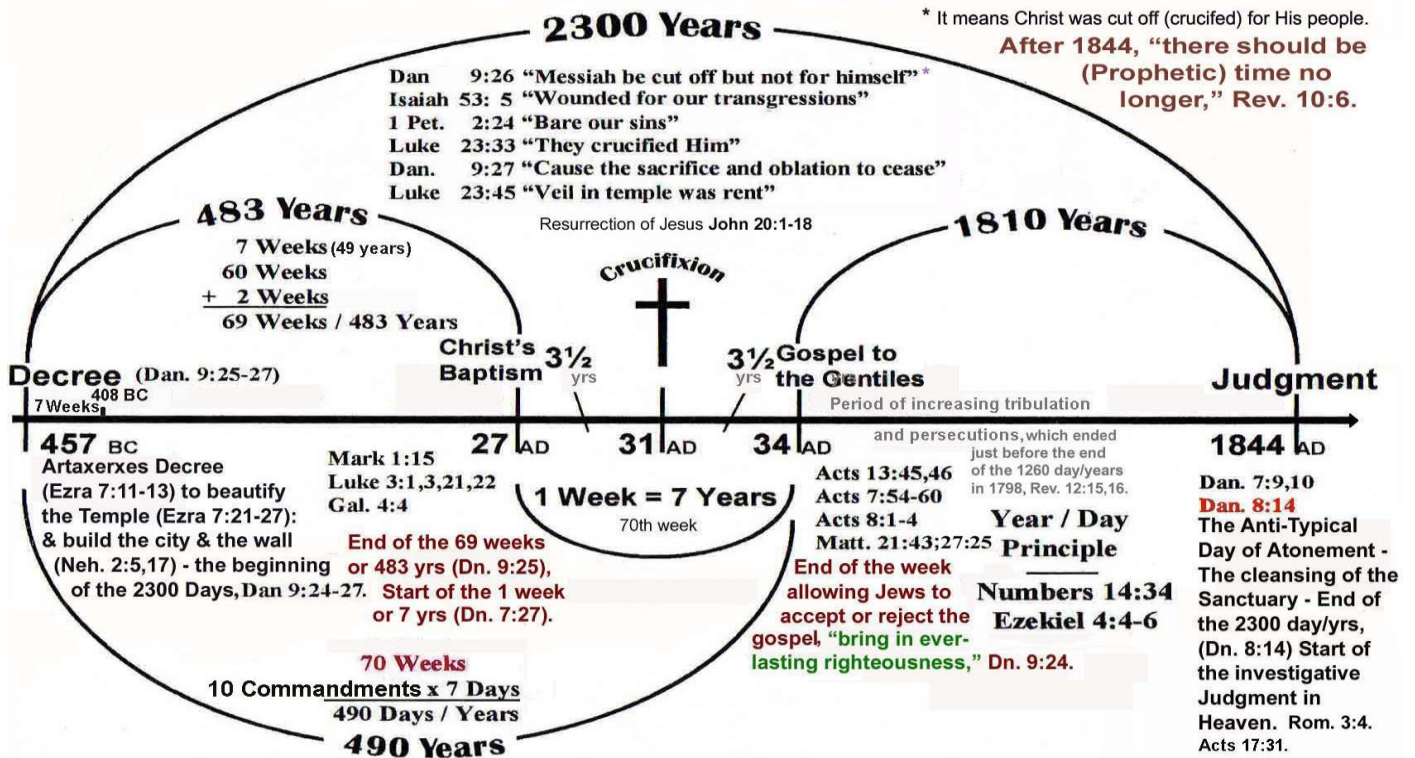 2300 Years
* It means Christ was cut off (crucifed) for His people.
After 1844, “there should be
(Prophetic) time no
longer,” Rev. 10:6.
Dan 9:26 “Messiah be cut off but not for himself”*
Isaiah 53: 5 “Wounded for our transgressions”
1 Pet. 2:24 “Bare our sins”
Luke 23:33 “They crucified Him”
Dan. 9:27 “Cause the sacrifice and oblation to cease”
Luke 23:45 “Veil in temple was rent”
Resurrection of Jesus John 20:1-18
483 Years
7 Weeks (49 years)
60 Weeks
+ 2 Weeks
69 Weeks / 483 Years
1810 Years
Crucifixion
Decree (Dan. 9:25-27)
7 Weeks 408 BC
Christ's
Baptism
3½
yrs
3½
yrs
Gospel to
the Gentiles
Judgment
Period of increasing tribulation
and persecutions, which ended
just before the end
of the 1260 day/years
in 1798, Rev. 12:15,16.
457 BC
27 AD
31 AD
34 AD
1844 AD
Artaxerxes Decree
(Ezra 7:11-13) to beautify
the Temple (Ezra 7:21-27):
& build the city & the wall
(Neh. 2:5,17) - the beginning
of the 2300 Days, Dan 9:24-27.
Mark 1:15
Luke 3:1,3,21,22
Gal. 4:4
End of the 69 weeks
or 483 yrs (Dn. 9:25),
Start of the 1 week
or 7 yrs (Dn. 7:27).
1 Week = 7 Years
70th week
Acts 13:45,46
Acts 7:54-60
Acts 8:1-4
Matt. 21:43;27:25
End of the week
allowing Jews to
accept or reject the
gospel, “bring in ever-
lasting righteousness,” Dn. 9:24.
Year / Day
Principle
Numbers 14:34
Ezekiel 4:4-6
Dan. 7:9,10
Dan. 8:14
The Anti-Typical
Day of Atonement -
The cleansing of the
Sanctuary - End of
the 2300 day/yrs,
(Dn. 8:14) Start of
the investigative
Judgment in
Heaven. Rom. 3:4.
Acts 17:31.
70 Weeks
10 Commandments x 7 Days
490 Days / Years
490 Years